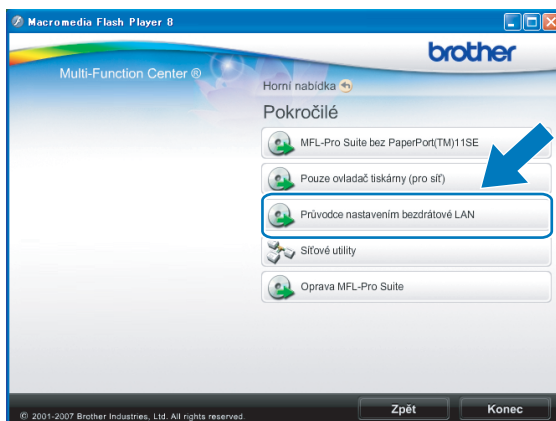 Macromedia Flash Player 8
brother
Multi-Function Center ®
Horní nabídka
Pokročilé
MFL-Pro Suite bez PaperPort(TM)11SE
Pouze ovladač tiskárny (pro síť)
Průvodce nastavením bezdrátové LAN
Síťové utility
Oprava MFL-Pro Suite
© 2001-2007 Brother Industries, Ltd. All rights reserved.
Zpět
Konec